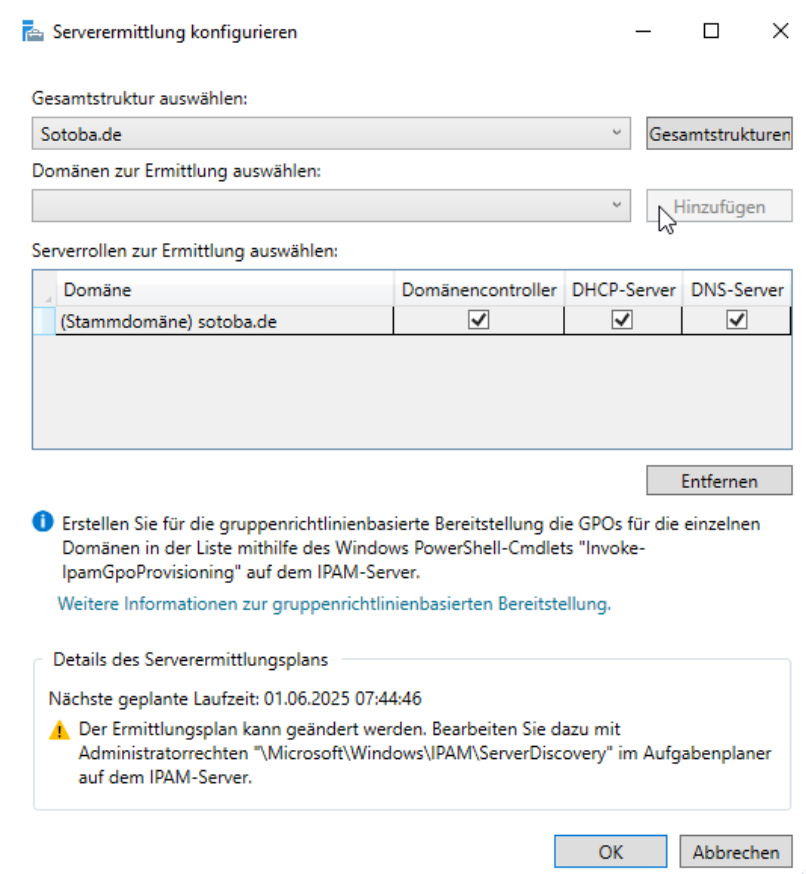 Serverermittlung konfigurieren
Gesamtstruktur auswählen:
Sotoba.de
Gesamtstrukturen
Domänen zur Ermittlung auswählen:
Hinzufügen
Serverrollen zur Ermittlung auswählen:
Domäne Domänencontroller DHCP-Server DNS-Server
(Stammdomäne) sotoba.de
Entfernen
Erstellen Sie für die gruppenrichtlinienbasierte Bereitstellung die GPOs für die einzelnen
Domänen in der Liste mithilfe des Windows PowerShell-Cmdlets "Invoke-
IpamGpoProvisioning" auf dem IPAM-Server.
Weitere Informationen zur gruppenrichtlinienbasierten Bereitstellung.
Details des Serverermittlungsplans
Nächste geplante Laufzeit: 01.06.2025 07:44:46
Der Ermittlungsplan kann geändert werden. Bearbeiten Sie dazu mit
Administratorrechten "\Microsoft\Windows\IPAM\ServerDiscovery" im Aufgabenplaner
auf dem IPAM-Server.
OK Abbrechen